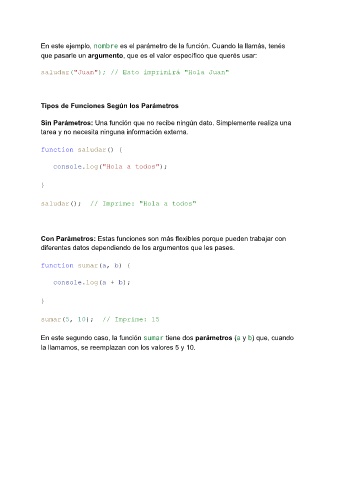 En este ejemplo, nombre es el parámetro de la función. Cuando la llamás, tenés
que pasarle un argumento, que es el valor específico que querés usar:
saludar("Juan"); // Esto imprimirá "Hola Juan"
Tipos de Funciones Según los Parámetros
Sin Parámetros: Una función que no recibe ningún dato. Simplemente realiza una
tarea y no necesita ninguna información externa.
function saludar() {
console.log("Hola a todos");
}
saludar(); // Imprime: "Hola a todos"
Con Parámetros: Estas funciones son más flexibles porque pueden trabajar con
diferentes datos dependiendo de los argumentos que les pases.
function sumar(a, b) {
console.log(a + b);
}
sumar(5, 10); // Imprime: 15
En este segundo caso, la función sumar tiene dos parámetros (a y b) que, cuando
la llamamos, se reemplazan con los valores 5 y 10.